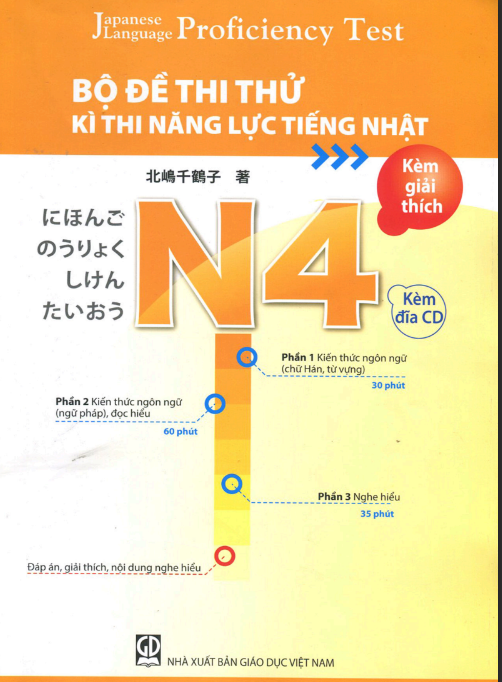 Japanese Language Proficiency Test
BỘ ĐỀ THI THỬ
KÌ THI NĂNG LỰC TIẾNG NHẬT
Kèm
giải
thích
北嶋千鶴子 著
にほんご
のうりょく
しけん
たいおう
N4
Kèm
đĩa CD
Phần 1 Kiến thức ngôn ngữ
(chữ Hán, từ vựng)
30 phút
Phần 2 Kiến thức ngôn ngữ
(ngữ pháp), đọc hiểu
60 phút
Phần 3 Nghe hiểu
35 phút
Đáp án, giải thích, nội dung nghe hiểu
GD
NHÀ XUẤT BẢN GIÁO DỤC VIỆT NAM